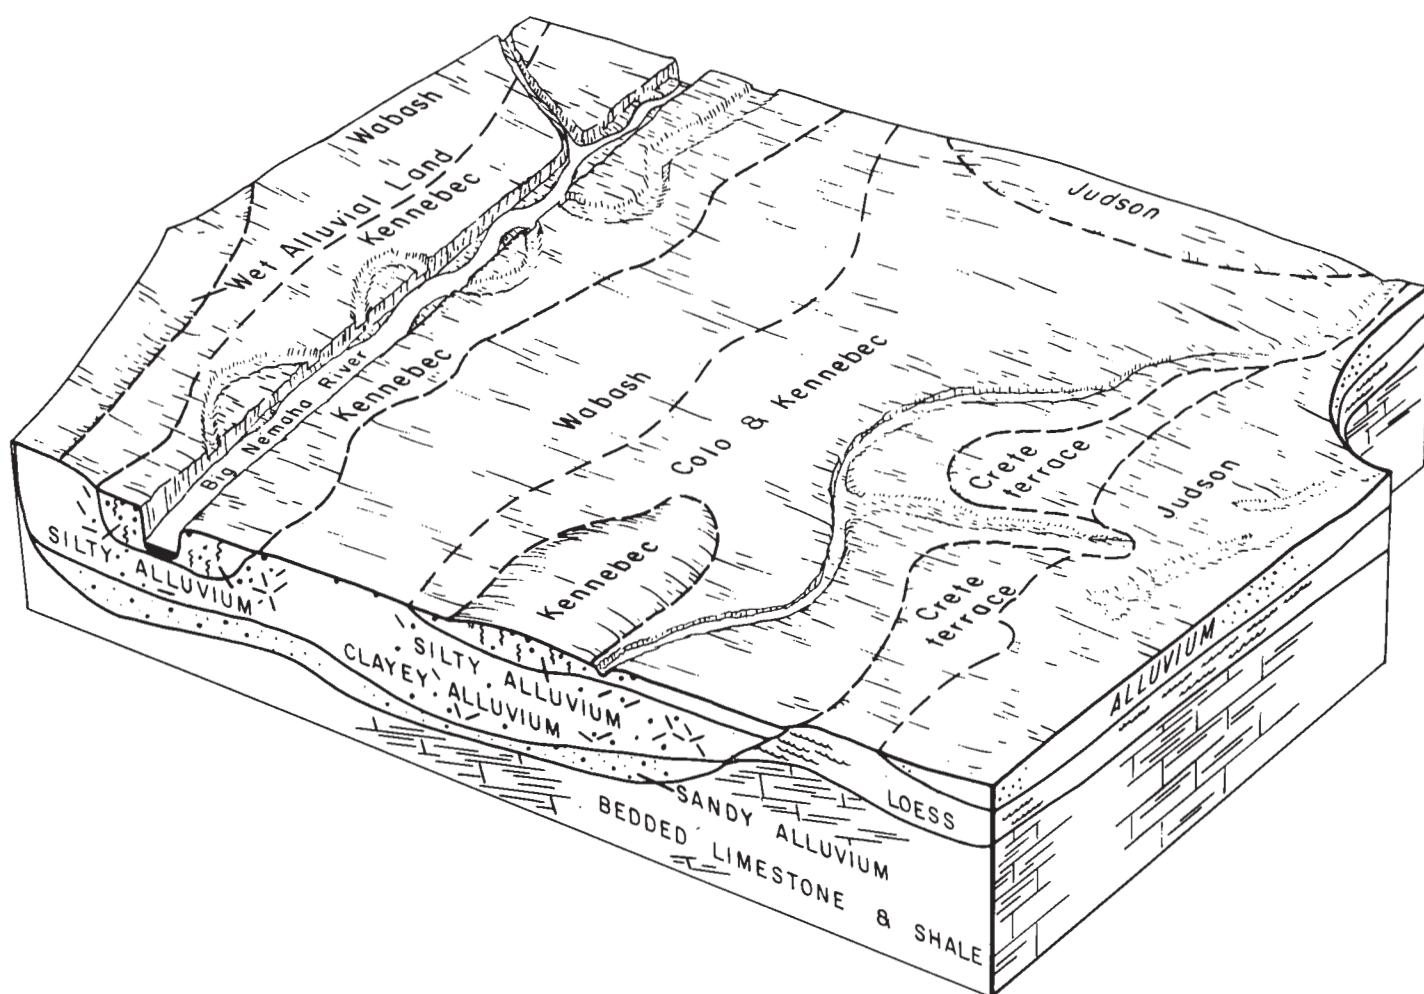 Wabash
Wet Alluvial Land
Kennebec
Judson
Big Nemaha River
Kennebec
Wabash
Colo & Kennebec
Crete
terrace
Judson
Kennebec
Crete
terrace
SILTY ALLUVIUM
SILTY ALLUVIUM
CLAYEY ALLUVIUM
ALLUVIUM
LOESS
SANDY ALLUVIUM
BEDDED LIMESTONE & SHALE